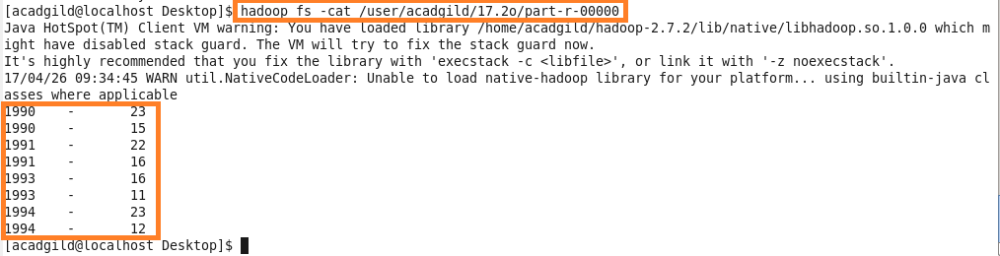 [acadgild@localhost Desktop]$ hadoop fs -cat /user/acadgild/17.2o/part-r-00000
Java HotSpot(TM) Client VM warning: You have loaded library /home/acadgild/hadoop-2.7.2/lib/native/libhadoop.so.1.0.0 which m
ight have disabled stack guard. The VM will try to fix the stack guard now.
It's highly recommended that you fix the library with 'execstack -c <libfile>', or link it with '-z noexecstack'.
17/04/26 09:34:45 WARN util.NativeCodeLoader: Unable to load native-hadoop library for your platform... using builtin-java cl
asses where applicable
1990    -       23
1990    -       15
1991    -       22
1991    -       16
1993    -       16
1993    -       11
1994    -       23
1994    -       12
[acadgild@localhost Desktop]$